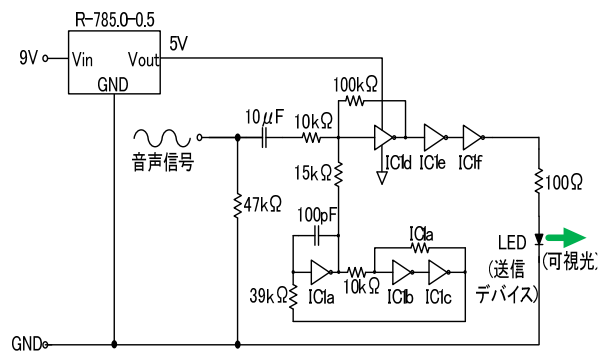 R-785.0-0.5
9V
Vin
Vout
GND
5V
100kΩ
10μF
10kΩ
音声信号
IC1d
IC1e
IC1f
15kΩ
47kΩ
100Ω
100pF
IC1a
LED
(可視光)
(送信
デバイス)
39kΩ
IC1a
10kΩ
IC1b
IC1c
GND